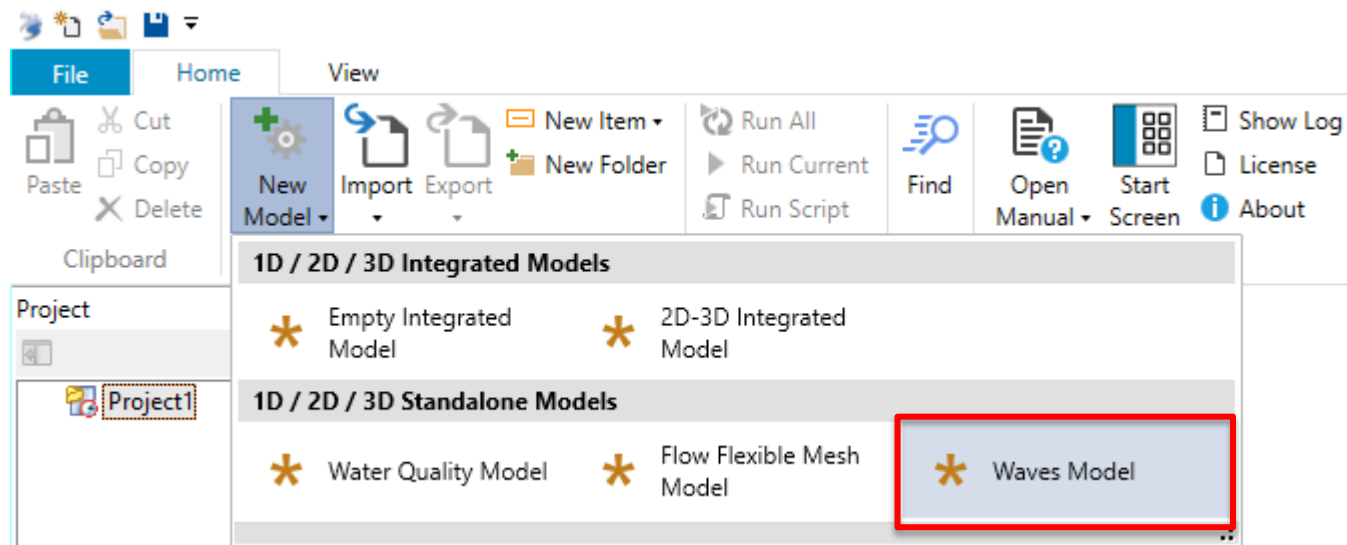 File Home View
Cut
Copy
Delete
Paste
Clipboard
New
Model
Import
Export
New Item
New Folder
Run All
Run Current
Run Script
Find
Open
Manual
Start
Screen
Show Log
License
About
Project
Project1
1D / 2D / 3D Integrated Models
Empty Integrated
Model
2D-3D Integrated
Model
1D / 2D / 3D Standalone Models
Water Quality Model
Flow Flexible Mesh
Model
Waves Model